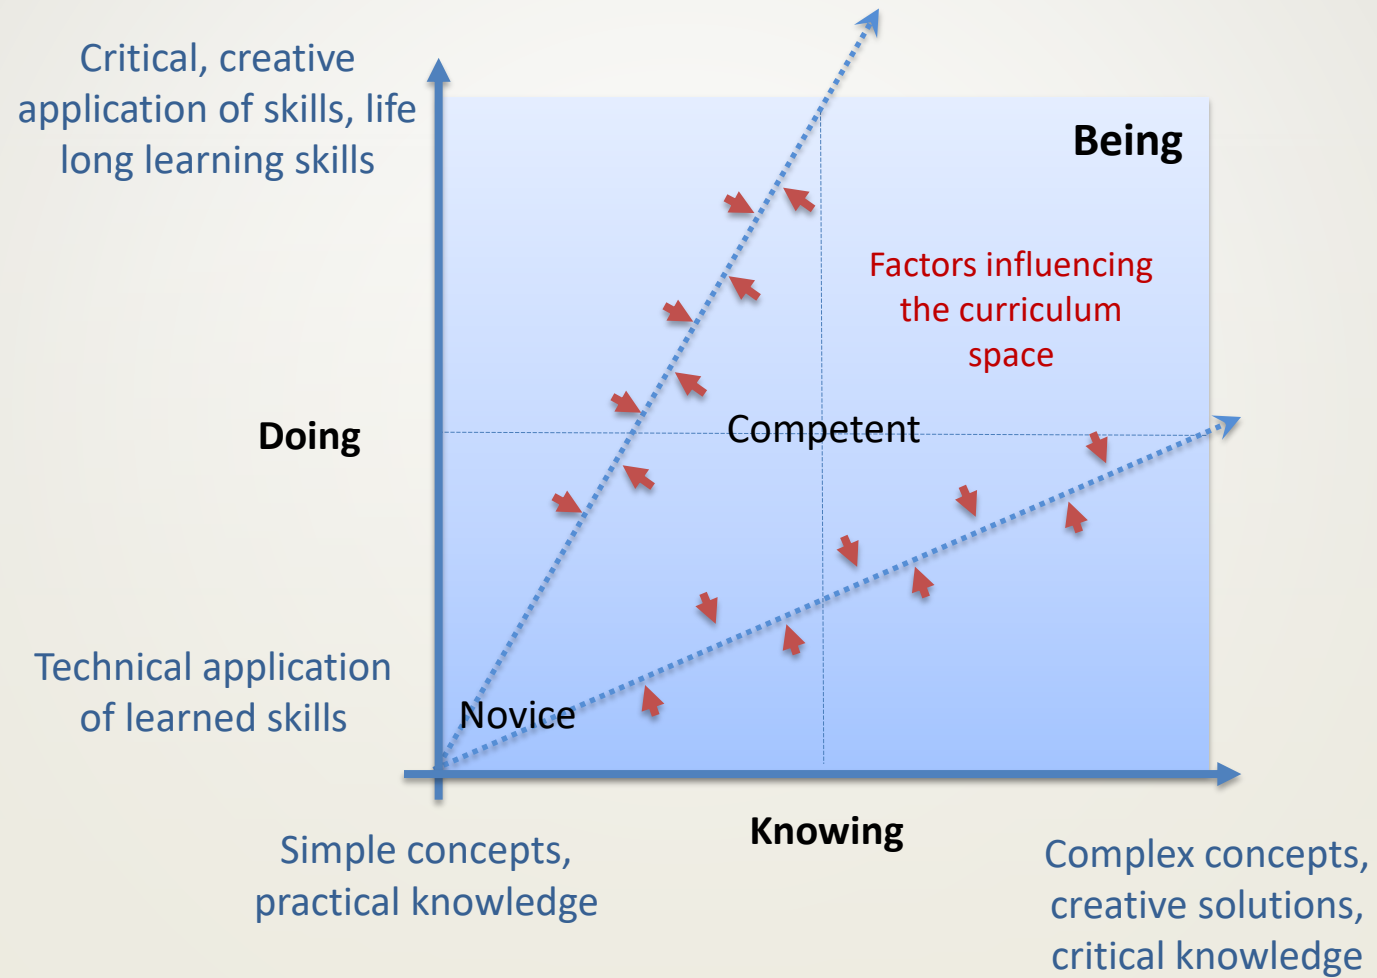 Critical, creative
application of skills, life
long learning skills
Being
Factors influencing
the curriculum
space
Doing
Competent
Technical application
of learned skills
Novice
Knowing
Simple concepts,
practical knowledge
Complex concepts,
creative solutions,
critical knowledge